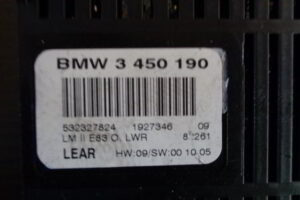 BMW 3 450 190
532327824 1927346 09
LM II E83 O. LWR 8":261
LEAR HW:09/SW:00 10 05